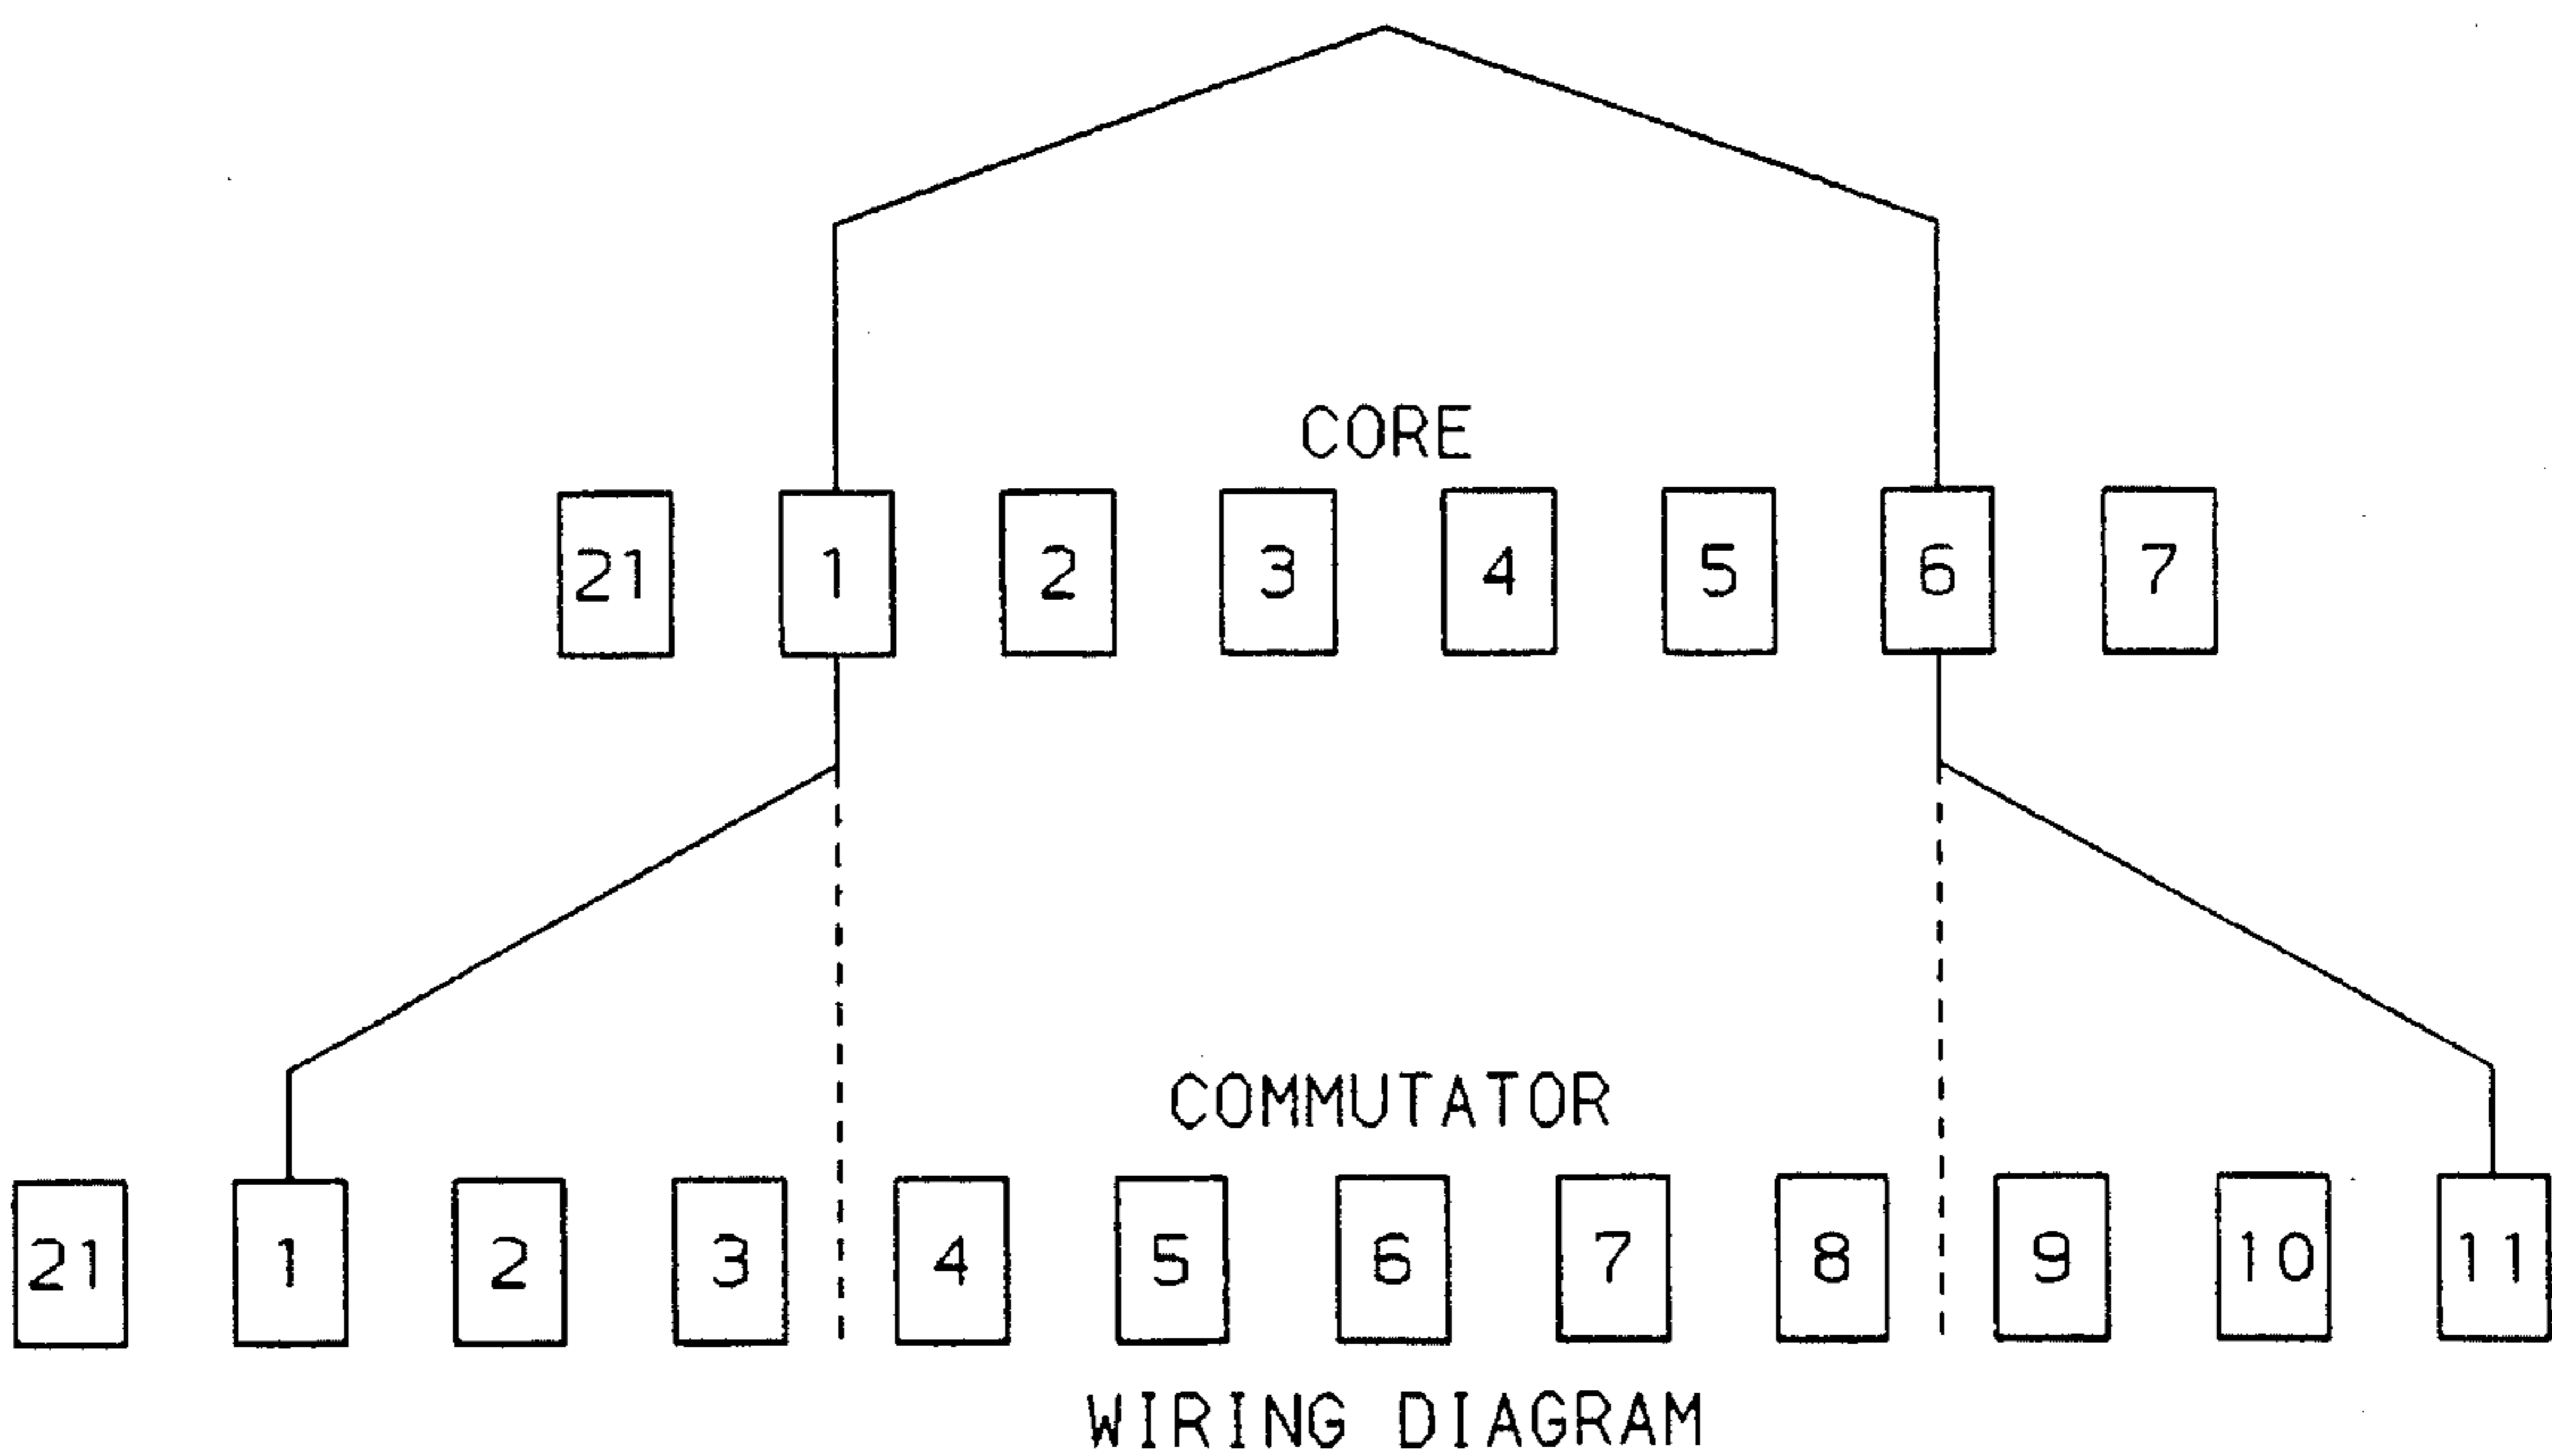 CORE
21 1 2 3 4 5 6 7
COMMUTATOR
21 1 2 3 4 5 6 7 8 9 10 11
WIRING DIAGRAM